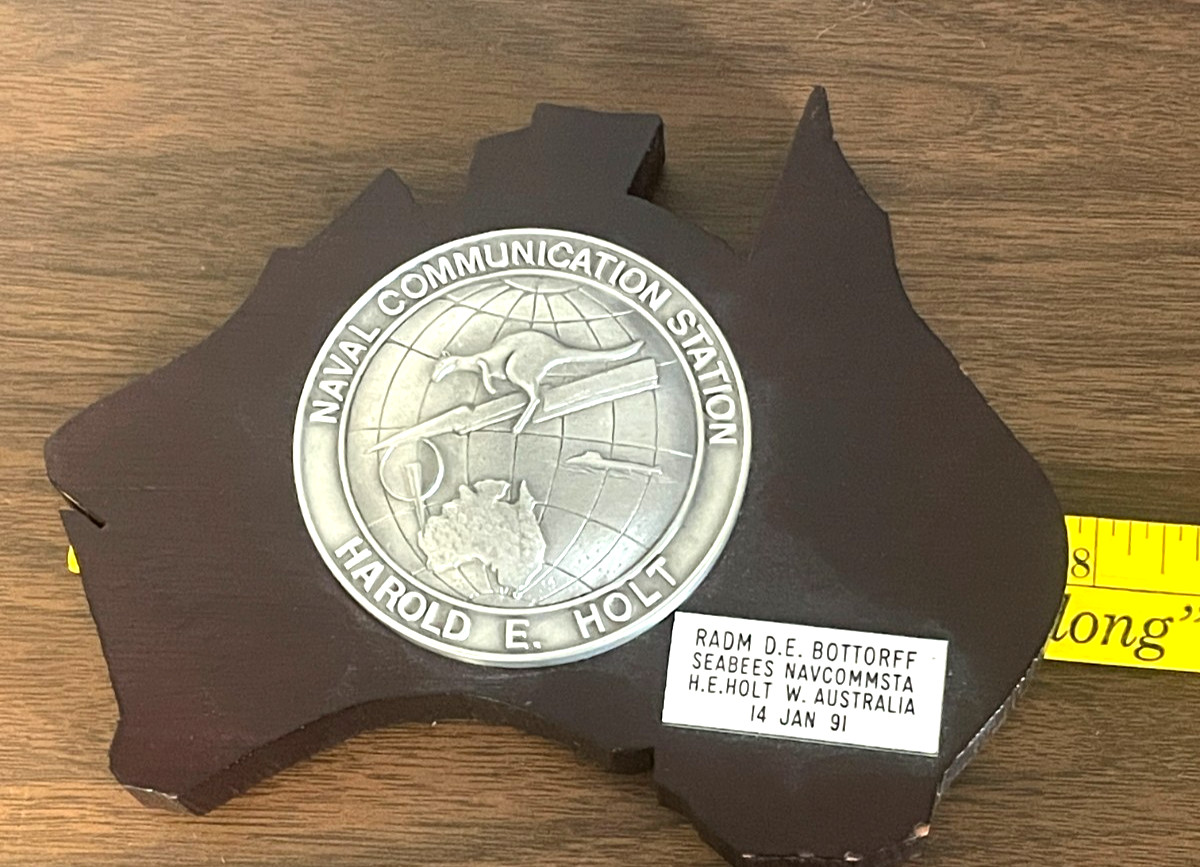 NAVAL COMMUNICATION STATION
HAROLD E. HOLT
RADM D.E. BOTTORFF
SEABEES NAVCOMMSTA
H.E.HOLT W. AUSTRALIA
14 JAN 91
8
long"